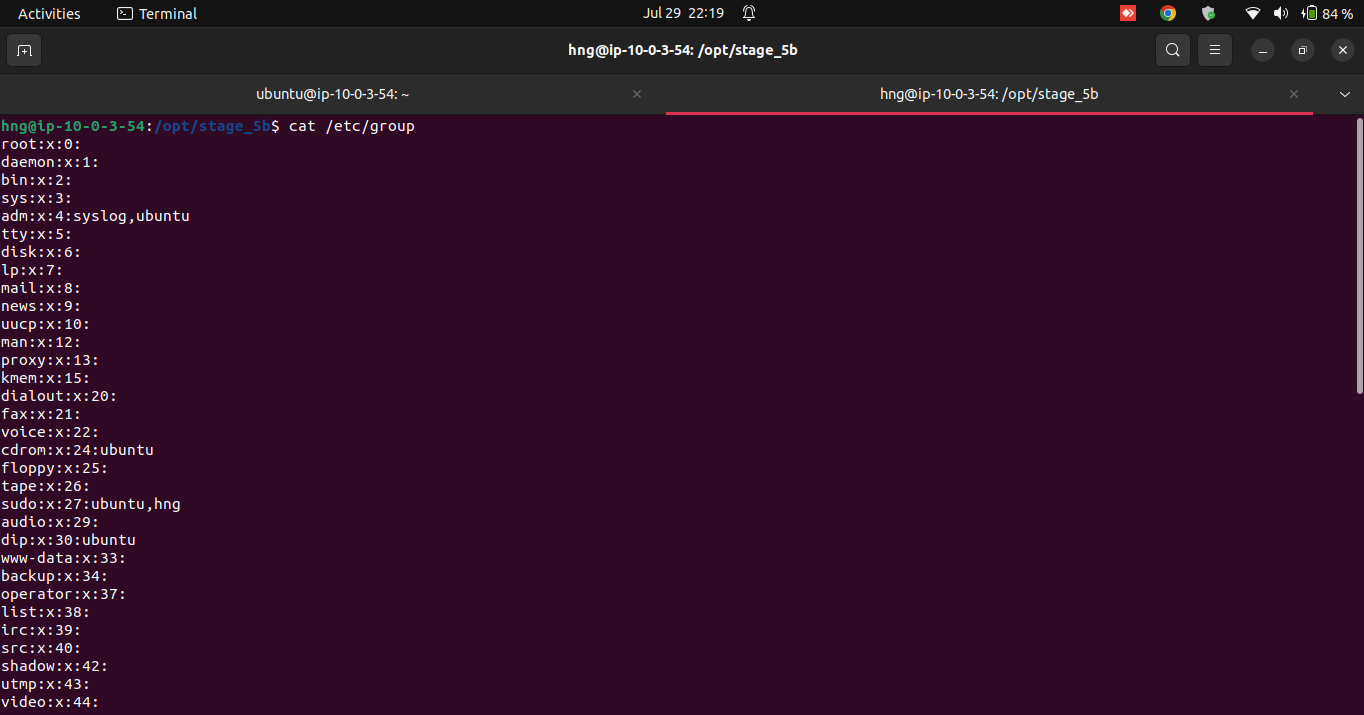 Activities Terminal Jul 29 22:19 84 %
hng@ip-10-0-3-54: /opt/stage_5b
ubuntu@ip-10-0-3-54: ~ hng@ip-10-0-3-54: /opt/stage_5b
hng@ip-10-0-3-54:/opt/stage_5b$ cat /etc/group
root:x:0:
daemon:x:1:
bin:x:2:
sys:x:3:
adm:x:4:syslog,ubuntu
tty:x:5:
disk:x:6:
lp:x:7:
mail:x:8:
news:x:9:
uucp:x:10:
man:x:12:
proxy:x:13:
kmem:x:15:
dialout:x:20:
fax:x:21:
voice:x:22:
cdrom:x:24:ubuntu
floppy:x:25:
tape:x:26:
sudo:x:27:ubuntu,hng
audio:x:29:
dip:x:30:ubuntu
www-data:x:33:
backup:x:34:
operator:x:37:
list:x:38:
irc:x:39:
src:x:40:
shadow:x:42:
utmp:x:43:
video:x:44: